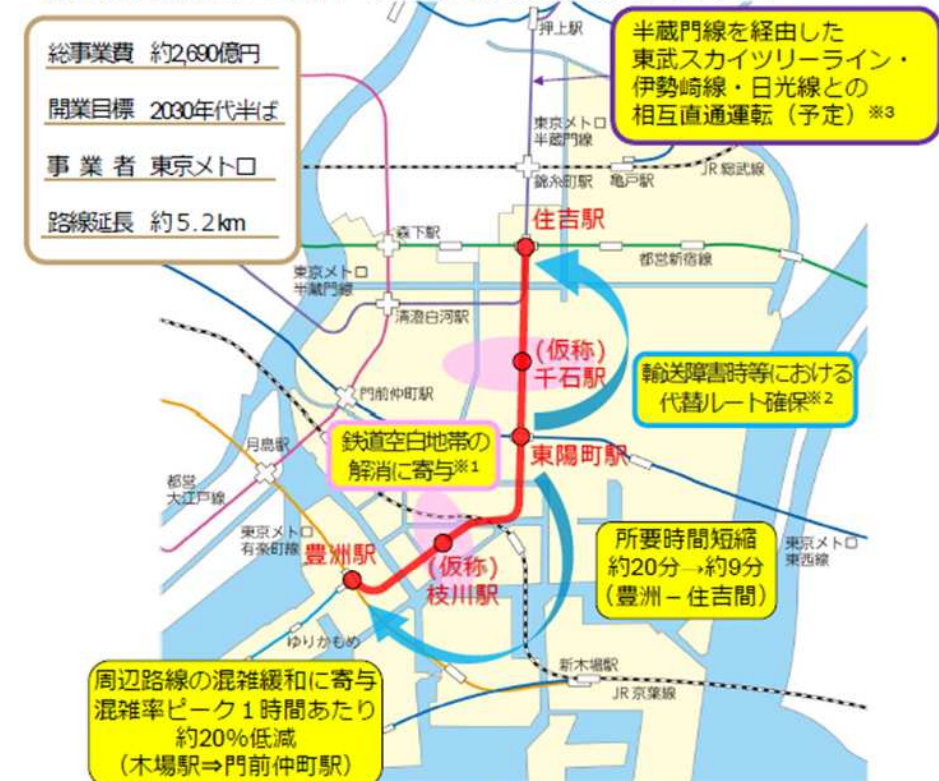 総事業費 約2,690億円
開業目標 2030年代半ば
事業者 東京メトロ
路線延長 約5.2km
押上駅
半蔵門線を経由した
東武スカイツリーライン・
伊勢崎線・日光線との
相互直通運転（予定）※3
東京メトロ
半蔵門線
錦糸町駅
亀戸駅
JR総武線
住吉駅
森下駅
都営新宿線
東京メトロ
半蔵門線
清澄白河駅
(仮称)
千石駅
輸送障害時等における
代替ルート確保※2
門前仲町駅
鉄道空白地帯の
解消に寄与※1
東陽町駅
月島駅
都営
大江戸線
東京メトロ
有楽町線
豊洲駅
(仮称)
枝川駅
所要時間短縮
約20分→約9分
（豊洲－住吉間）
東京メトロ
東西線
ゆりかもめ
新木場駅
JR京葉線
周辺路線の混雑緩和に寄与
混雑率ピーク1時間あたり
約20%低減
（木場駅⇒門前仲町駅）